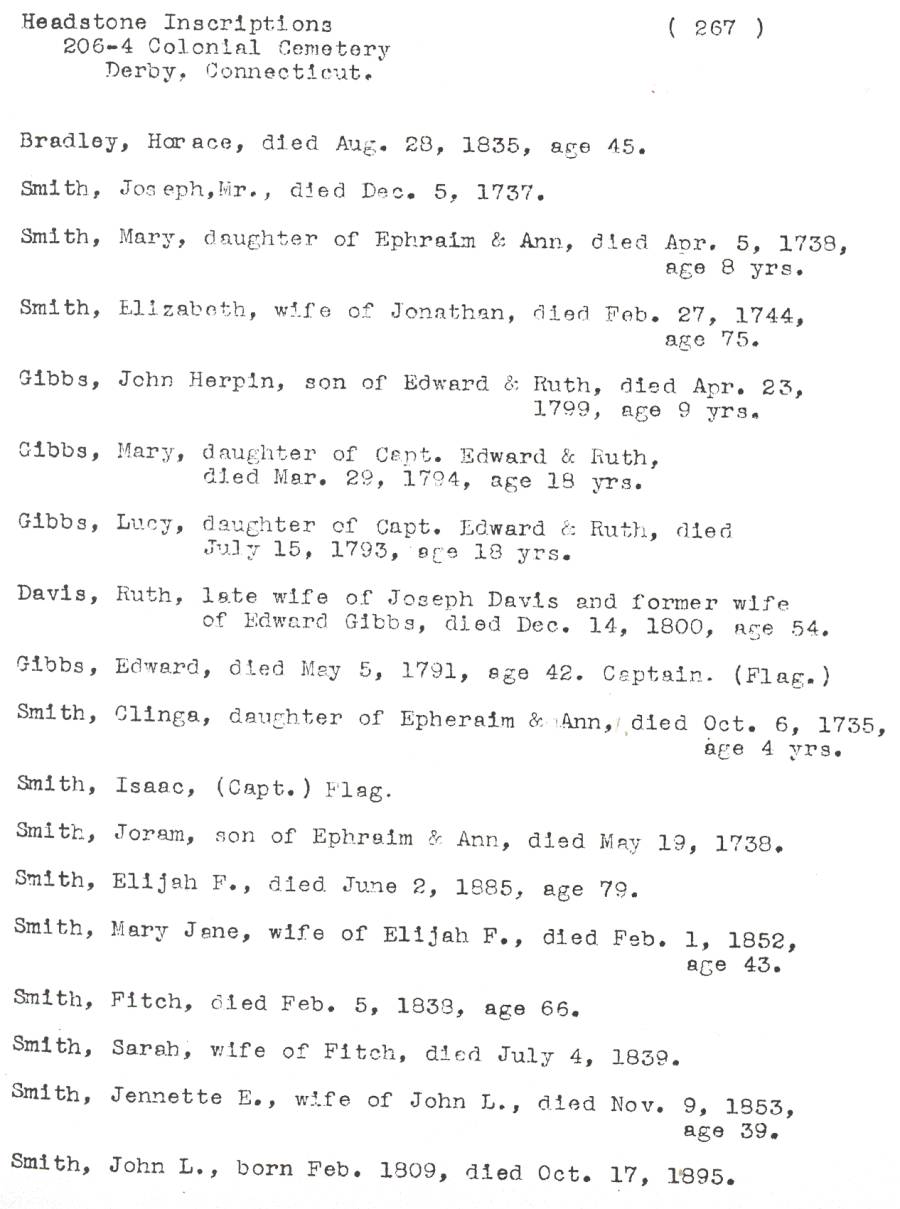 Headstone Inscriptions ( 267 )
206-4 Colonial Cemetery
Derby, Connecticut.
Bradley, Horace, died Aug. 28, 1835, age 45.
Smith, Joseph,Mr., died Dec. 5, 1737.
Smith, Mary, daughter of Ephraim & Ann, died Apr. 5, 1738,
age 8 yrs.
Smith, Elizabeth, wife of Jonathan, died Feb. 27, 1744,
age 75.
Gibbs, John Herpin, son of Edward & Ruth, died Apr. 23,
1799, age 9 yrs.
Gibbs, Mary, daughter of Capt. Edward & Ruth,
died Mar. 29, 1794, age 18 yrs.
Gibbs, Lucy, daughter of Capt. Edward & Ruth, died
July 15, 1793, age 18 yrs.
Davis, Ruth, late wife of Joseph Davis and former wife
of Edward Gibbs, died Dec. 14, 1800, age 54.
Gibbs, Edward, died May 5, 1791, age 42. Captain. (Flag.)
Smith, Clinga, daughter of Epheraim & Ann, died Oct. 6, 1735,
age 4 yrs.
Smith, Isaac, (Capt.) Flag.
Smith, Joram, son of Ephraim & Ann, died May 19, 1738.
Smith, Elijah F., died June 2, 1885, age 79.
Smith, Mary Jane, wife of Elijah F., died Feb. 1, 1852,
age 43.
Smith, Fitch, died Feb. 5, 1838, age 66.
Smith, Sarah, wife of Fitch, died July 4, 1839.
Smith, Jennette E., wife of John L., died Nov. 9, 1853,
age 39.
Smith, John L., born Feb. 1809, died Oct. 17, 1895.